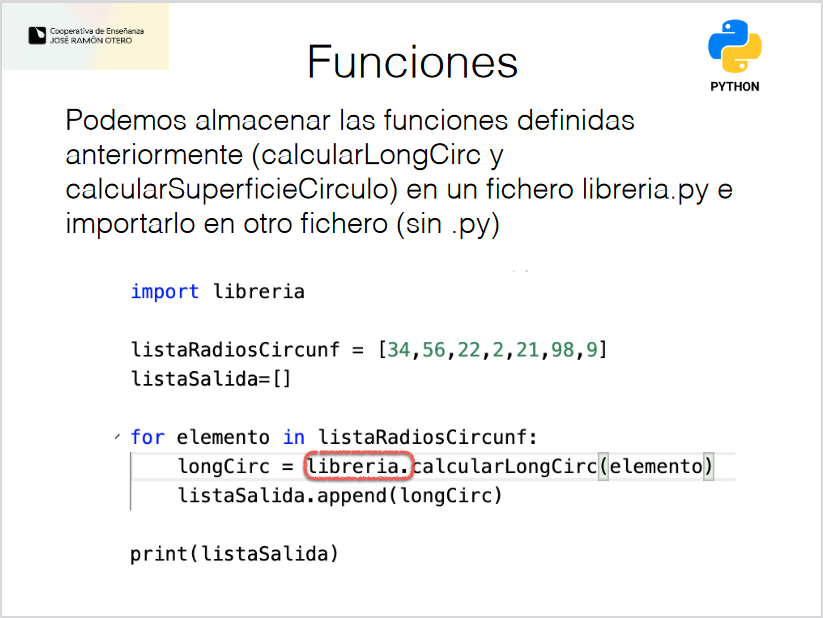 Cooperativa de Enseñanza
JOSÉ RAMÓN OTERO
Funciones
PYTHON
Podemos almacenar las funciones definidas
anteriormente (calcularLongCirc y
calcularSuperficieCirculo) en un fichero libreria.py e
importarlo en otro fichero (sin .py)
import libreria
listaRadiosCircunf = [34,56,22,2,21,98,9]
listaSalida=[]
for elemento in listaRadiosCircunf:
    longCirc = libreria.calcularLongCirc(elemento)
    listaSalida.append(longCirc)
print(listaSalida)